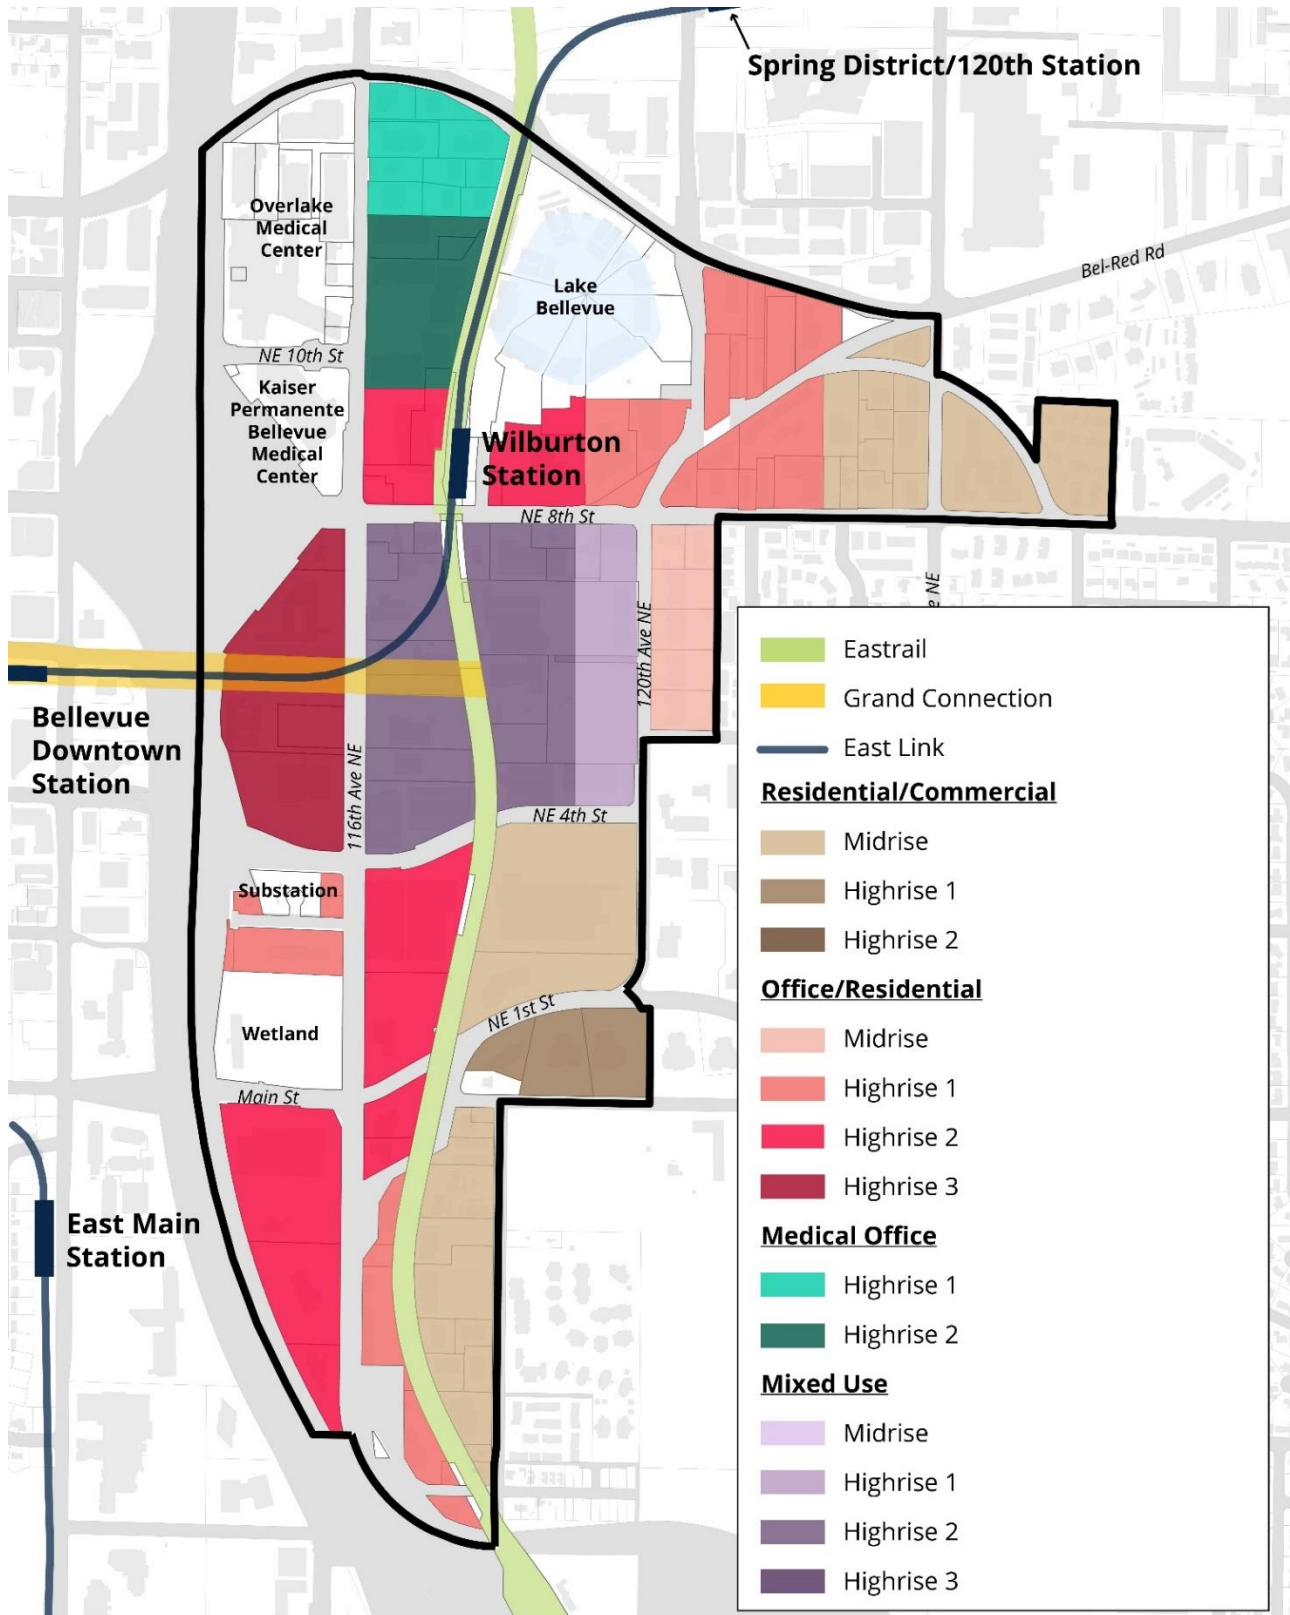 Spring District/120th Station
Overlake
Medical
Center
Bel-Red Rd
Lake
Bellevue
NE 10th St
Kaiser
Permanente
Bellevue
Medical
Center
Wilburton
Station
NE 8th St
e NE
120th Ave NE
Bellevue
Downtown
Station
116th Ave NE
NE 4th St
Substation
NE 1st St
Wetland
Main St
East Main
Station
Eastrail
Grand Connection
East Link
Residential/Commercial
Midrise
Highrise 1
Highrise 2
Office/Residential
Midrise
Highrise 1
Highrise 2
Highrise 3
Medical Office
Highrise 1
Highrise 2
Mixed Use
Midrise
Highrise 1
Highrise 2
Highrise 3